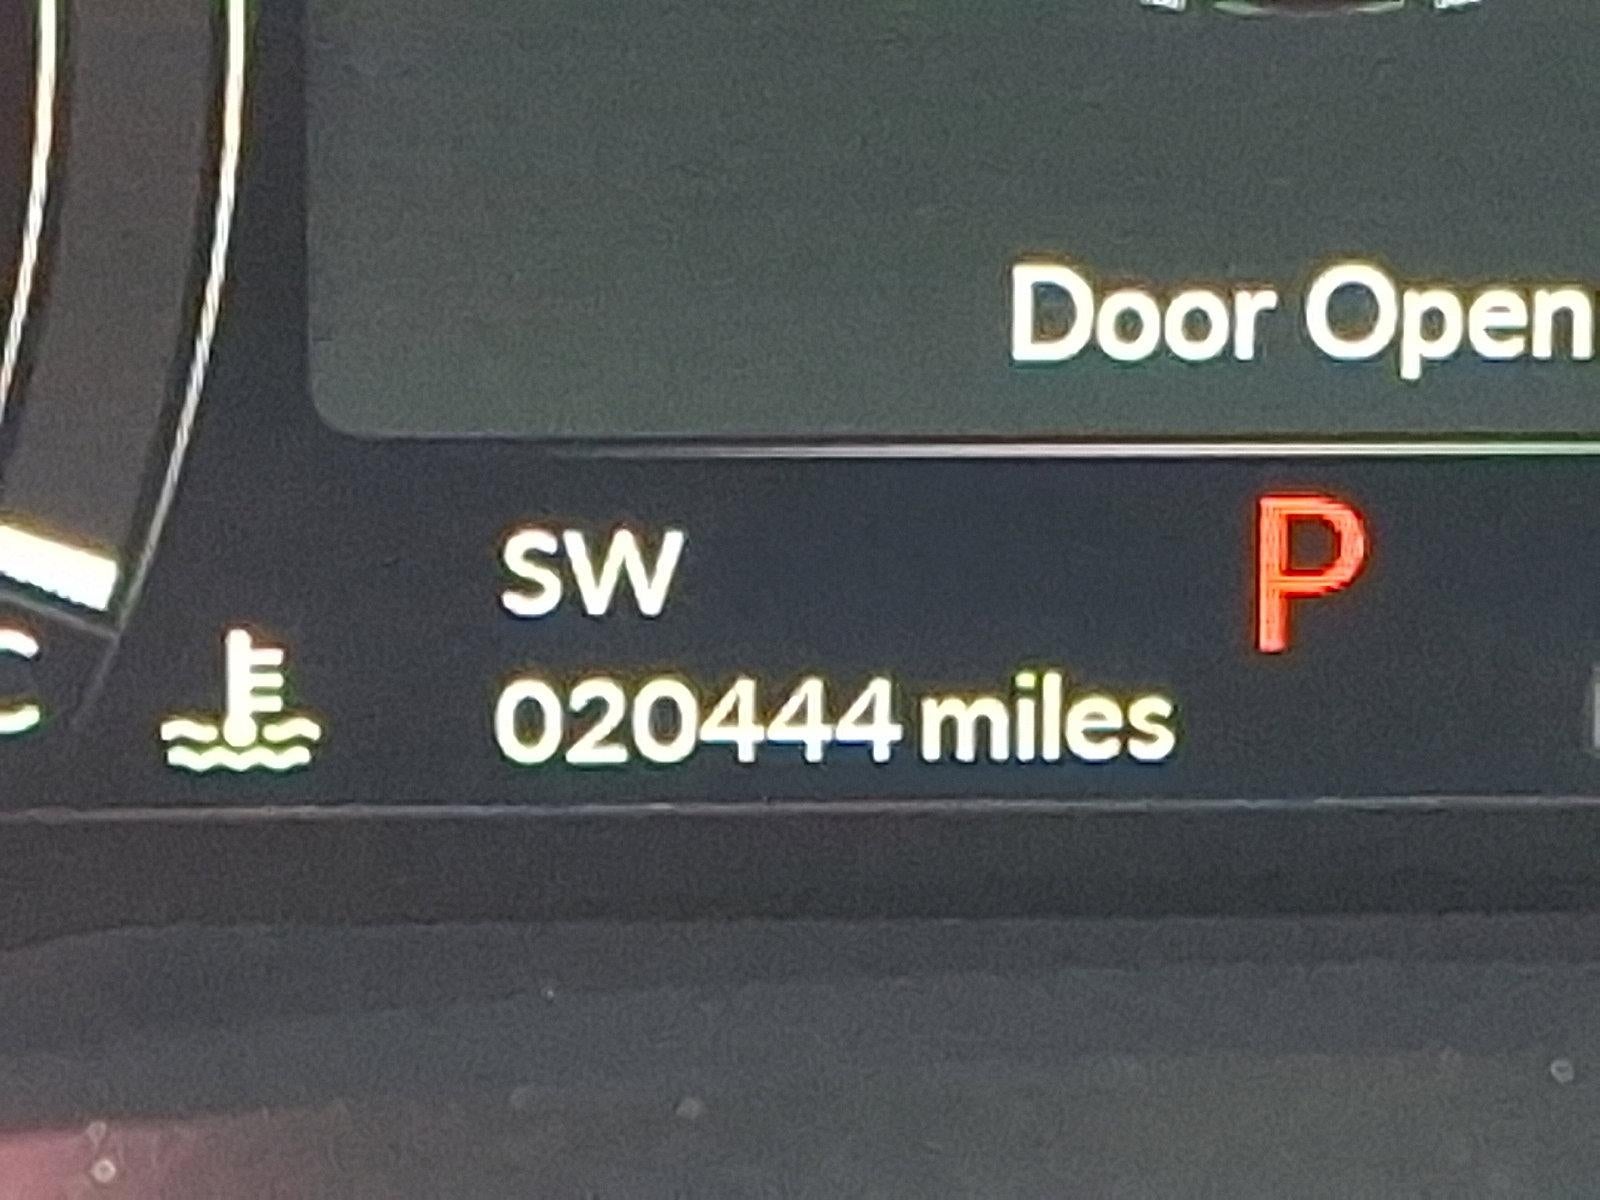 Door Open
SW
P
020444 miles
C